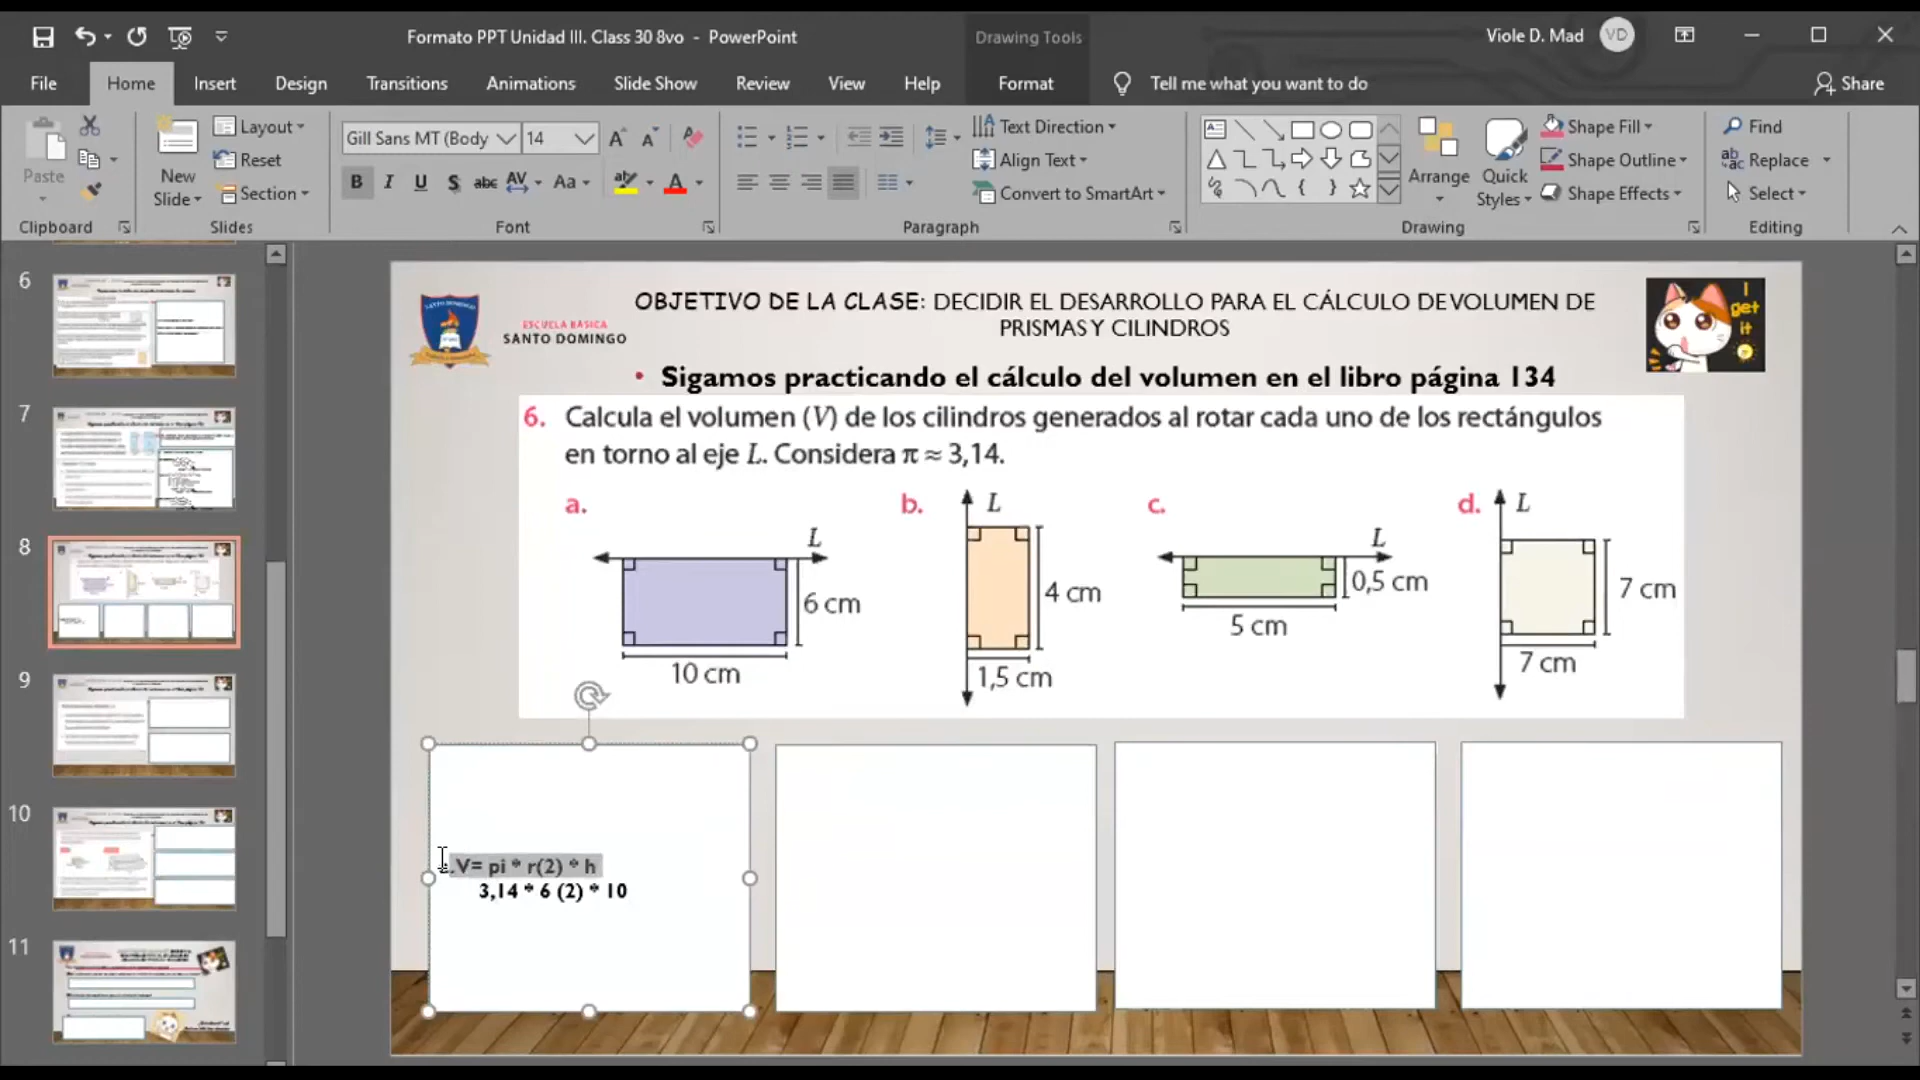 Formato PPT Unidad III. Class 30 8vo - PowerPoint
Drawing Tools
Viole D. Mad
VD
File
Home
Insert
Design
Transitions
Animations
Slide Show
Review
View
Help
Format
Tell me what you want to do
Share
Paste
Clipboard
New Slide
Layout
Reset
Section
Slides
Gill Sans MT (Body
14
Font
Text Direction
Align Text
Convert to SmartArt
Paragraph
Arrange
Quick Styles
Shape Fill
Shape Outline
Shape Effects
Drawing
Find
Replace
Select
Editing
6
7
8
9
10
11
ESCUELA BÁSICA
SANTO DOMINGO
OBJETIVO DE LA CLASE: DECIDIR EL DESARROLLO PARA EL CÁLCULO DE VOLUMEN DE
PRISMAS Y CILINDROS
I get it
• Sigamos practicando el cálculo del volumen en el libro página 134
6. Calcula el volumen (V) de los cilindros generados al rotar cada uno de los rectángulos
en torno al eje L. Considera π ≈ 3,14.
a.
L
6 cm
10 cm
b.
L
4 cm
1,5 cm
c.
L
0,5 cm
5 cm
d.
L
7 cm
7 cm
.V= pi * r(2) * h
3,14 * 6 (2) * 10